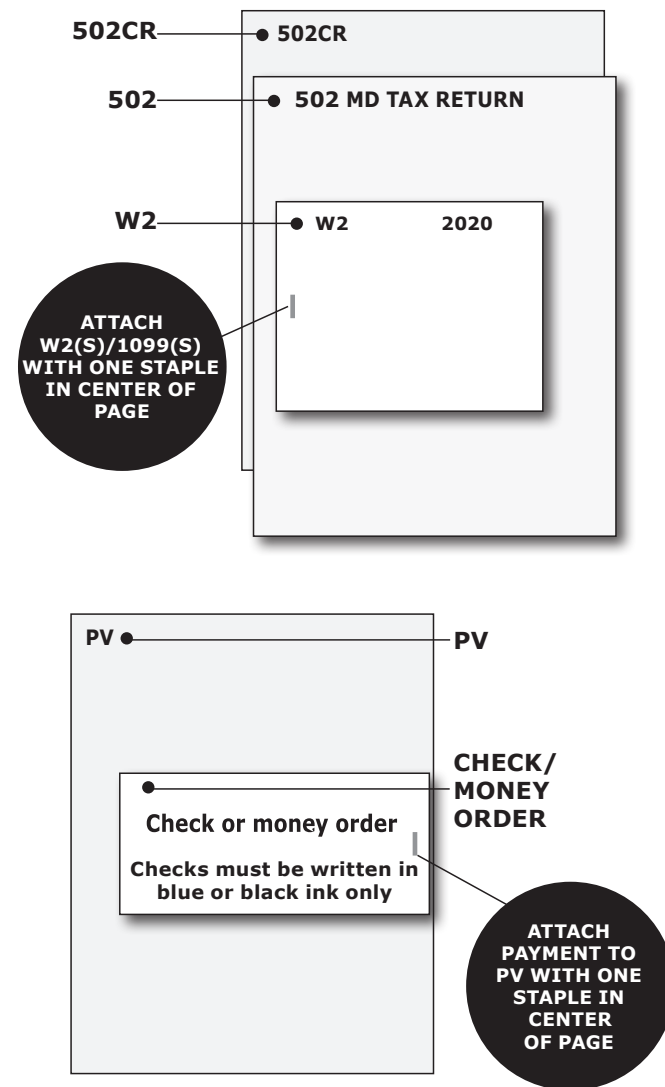 502CR
502CR
502
502 MD TAX RETURN
W2
W2 2020
ATTACH
W2(S)/1099(S)
WITH ONE STAPLE
IN CENTER OF
PAGE
PV
PV
CHECK/
MONEY
ORDER
Check or money order
Checks must be written in
blue or black ink only
ATTACH
PAYMENT TO
PV WITH ONE
STAPLE IN
CENTER
OF PAGE